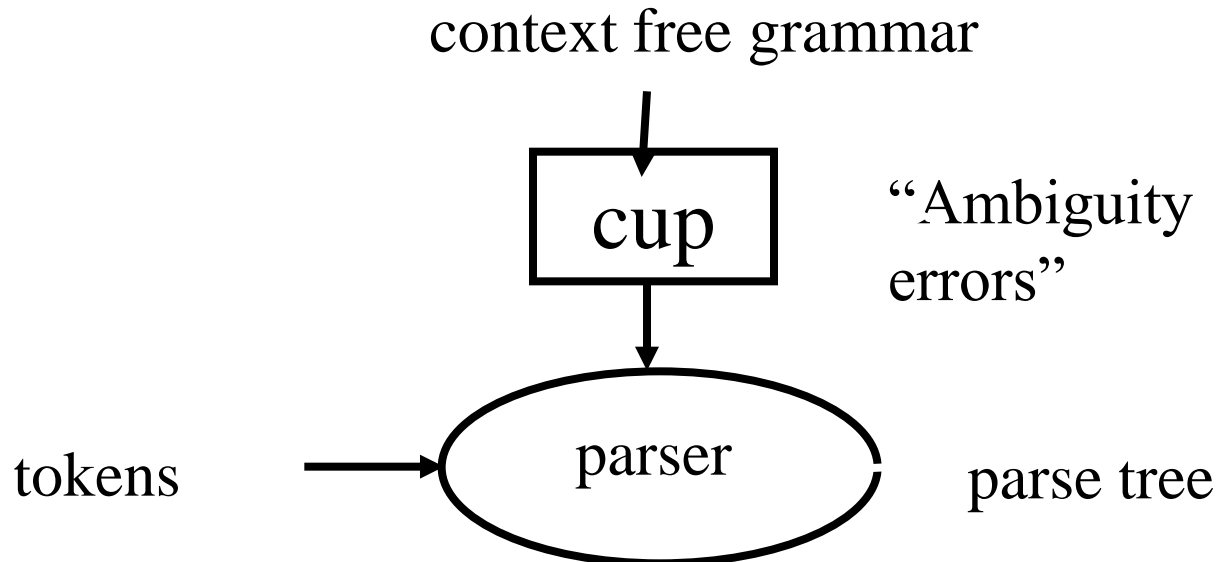 context free grammar
cup
“Ambiguity
errors”
parser
tokens
parse tree